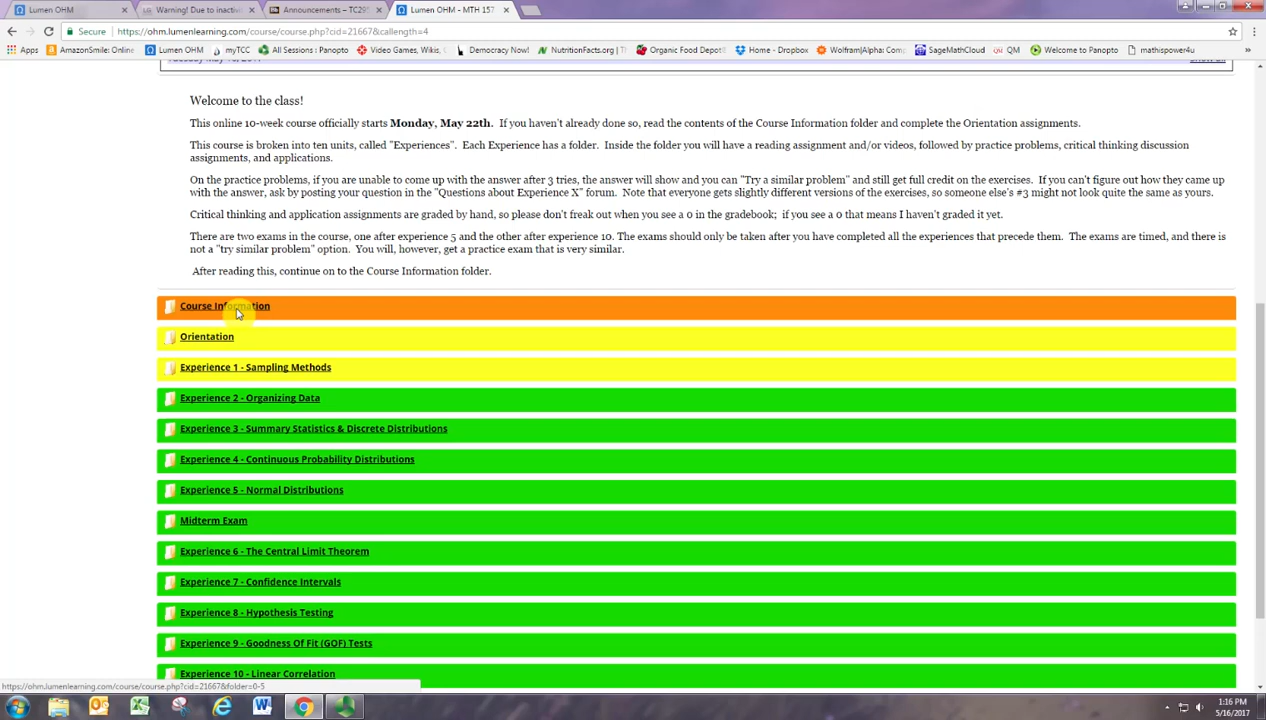 Lumen OHM
Warning! Due to inactiv
Announcements – TC295
Lumen OHM - MTH 157
Secure https://ohm.lumenlearning.com/course/course.php?cid=21667&callength=4
Apps AmazonSmile: Online Lumen OHM myTCC All Sessions : Panopto Video Games, Wikis, C Democracy Now! NutritionFacts.org | Th Organic Food Depot Home - Dropbox Wolfram|Alpha: Com SageMathCloud QM Welcome to Panopto mathispower4u »
Show all
Welcome to the class!
This online 10-week course officially starts Monday, May 22th. If you haven't already done so, read the contents of the Course Information folder and complete the Orientation assignments.
This course is broken into ten units, called "Experiences". Each Experience has a folder. Inside the folder you will have a reading assignment and/or videos, followed by practice problems, critical thinking discussion
assignments, and applications.
On the practice problems, if you are unable to come up with the answer after 3 tries, the answer will show and you can "Try a similar problem" and still get full credit on the exercises. If you can't figure out how they came up
with the answer, ask by posting your question in the "Questions about Experience X" forum. Note that everyone gets slightly different versions of the exercises, so someone else's #3 might not look quite the same as yours.
Critical thinking and application assignments are graded by hand, so please don't freak out when you see a 0 in the gradebook; if you see a 0 that means I haven't graded it yet.
There are two exams in the course, one after experience 5 and the other after experience 10. The exams should only be taken after you have completed all the experiences that precede them. The exams are timed, and there is
not a "try similar problem" option. You will, however, get a practice exam that is very similar.
After reading this, continue on to the Course Information folder.
Course Information
Orientation
Experience 1 - Sampling Methods
Experience 2 - Organizing Data
Experience 3 - Summary Statistics & Discrete Distributions
Experience 4 - Continuous Probability Distributions
Experience 5 - Normal Distributions
Midterm Exam
Experience 6 - The Central Limit Theorem
Experience 7 - Confidence Intervals
Experience 8 - Hypothesis Testing
Experience 9 - Goodness Of Fit (GOF) Tests
Experience 10 - Linear Correlation
https://ohm.lumenlearning.com/course/course.php?cid=21667&folder=0-5
1:16 PM
5/16/2017